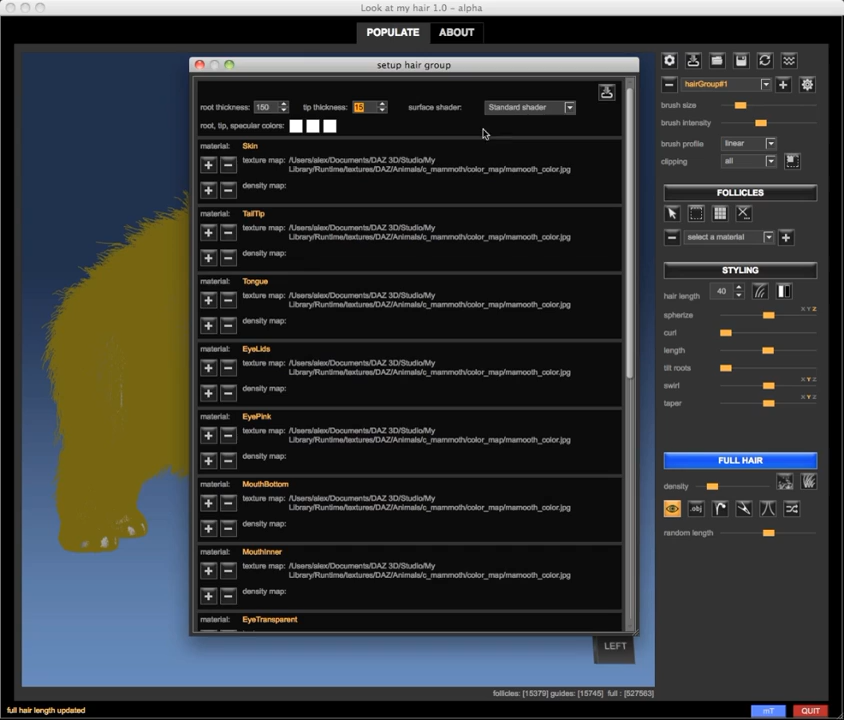 Look at my hair 1.0 - alpha
POPULATE ABOUT
setup hair group
root thickness: 150 tip thickness: 15 surface shader: Standard shader
root, tip, specular colors:
material: Skin
texture map: /Users/alex/Documents/DAZ 3D/Studio/My
Library/Runtime/textures/DAZ/Animals/c_mammoth/color_map/mamooth_color.jpg
density map:
material: TailTip
texture map: /Users/alex/Documents/DAZ 3D/Studio/My
Library/Runtime/textures/DAZ/Animals/c_mammoth/color_map/mamooth_color.jpg
density map:
material: Tongue
texture map: /Users/alex/Documents/DAZ 3D/Studio/My
Library/Runtime/textures/DAZ/Animals/c_mammoth/color_map/mamooth_color.jpg
density map:
material: EyeLids
texture map: /Users/alex/Documents/DAZ 3D/Studio/My
Library/Runtime/textures/DAZ/Animals/c_mammoth/color_map/mamooth_color.jpg
density map:
material: EyePink
texture map: /Users/alex/Documents/DAZ 3D/Studio/My
Library/Runtime/textures/DAZ/Animals/c_mammoth/color_map/mamooth_color.jpg
density map:
material: MouthBottom
texture map: /Users/alex/Documents/DAZ 3D/Studio/My
Library/Runtime/textures/DAZ/Animals/c_mammoth/color_map/mamooth_color.jpg
density map:
material: MouthInner
texture map: /Users/alex/Documents/DAZ 3D/Studio/My
Library/Runtime/textures/DAZ/Animals/c_mammoth/color_map/mamooth_color.jpg
density map:
material: EyeTransparent
hairGroup#1
brush size
brush intensity
brush profile linear
clipping all
FOLLICLES
select a material
STYLING
hair length 40
spherize X Y Z
curl
length
tilt roots
swirl X Y Z
taper X Y Z
FULL HAIR
density
.obj
random length
LEFT
follicles: [15379] guides: [15745] full : [527563]
full hair length updated mT QUIT